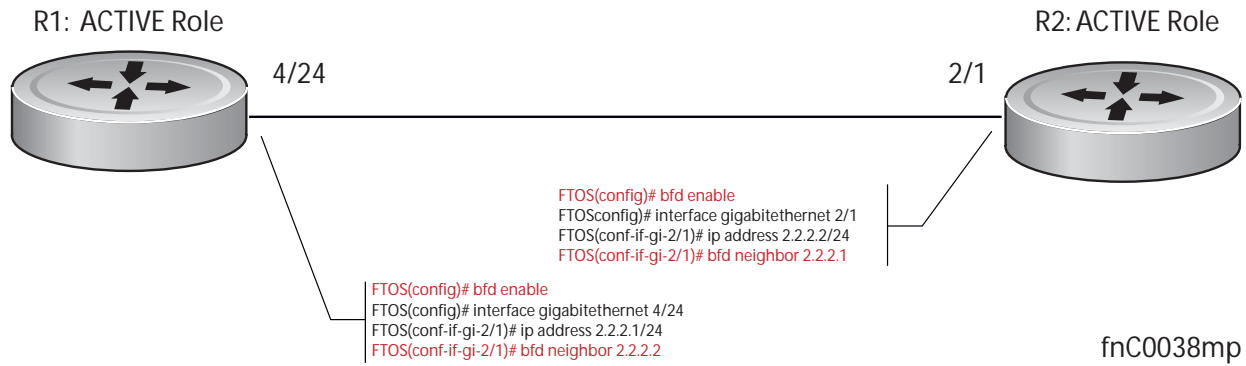 R1: ACTIVE Role
R2: ACTIVE Role
4/24
2/1
FTOS(config)# bfd enable
FTOSconfig)# interface gigabitethernet 2/1
FTOS(conf-if-gi-2/1)# ip address 2.2.2.2/24
FTOS(conf-if-gi-2/1)# bfd neighbor 2.2.2.1
FTOS(config)# bfd enable
FTOS(config)# interface gigabitethernet 4/24
FTOS(conf-if-gi-2/1)# ip address 2.2.2.1/24
FTOS(conf-if-gi-2/1)# bfd neighbor 2.2.2.2
fnC0038mp